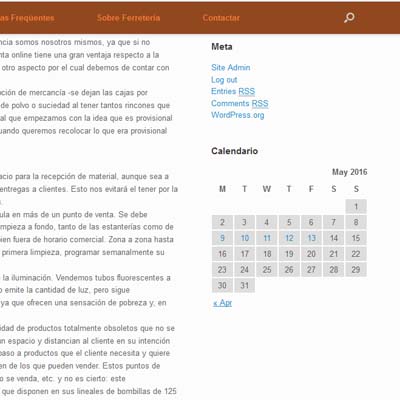 as Freqüentes Sobre Ferretería Contactar
ncia somos nosotros mismos, ya que si no
nta online tiene una gran ventaja respecto a la
otro aspecto por el cual debemos de contar con
nción de mercancía -se dejan las cajas por
de polvo o suciedad al tener tantos rincones que
al que empezamos con la idea que es provisional
uando queremos recolocar lo que era provisional
acio para la recepción de material, aunque sea a
entregas a clientes. Esto nos evitará el tener por la
s.
ula en más de un punto de venta. Se debe
impieza a fondo, tanto de las estanterías como de
bien fuera de horario comercial. Zona a zona hasta
primera limpieza, programar semanalmente su
la iluminación. Vendemos tubos fluorescentes a
o emite la cantidad de luz, pero sigue
ya que ofrecen una sensación de pobreza y, en
idad de productos totalmente obsoletos que no se
un espacio y distancian al cliente en su intención
paso a productos que el cliente necesita y quiere
en de los que pueden vender. Estos puntos de
o se venda, etc. y no es cierto: este
que disponen en sus lineales de bombillas de 125
Meta
Site Admin
Log out
Entries RSS
Comments RSS
WordPress.org
Calendario
May 2016
M T W T F S S
1
2 3 4 5 6 7 8
9 10 11 12 13 14 15
16 17 18 19 20 21 22
23 24 25 26 27 28 29
30 31
« Apr